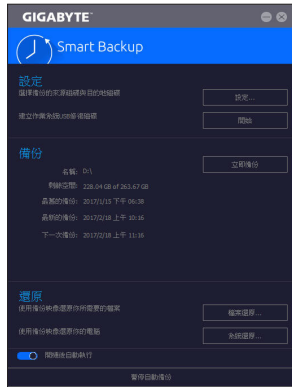 GIGABYTE™
Smart Backup
設定
選擇備份的來源磁碟與目的地磁碟
設定...
建立作業系統USB修復磁碟
開始
備份
立即備份
名稱: D:\
剩餘空間: 228.04 GB of 263.67 GB
最舊的備份: 2017/1/15 下午 06:38
最新的備份: 2017/2/18 上午 10:16
下一次備份: 2017/2/18 上午 11:16
還原
使用備份映像還原你所需要的檔案
檔案還原...
使用備份映像還原你的電腦
系統還原...
開機後自動執行
暫停自動備份